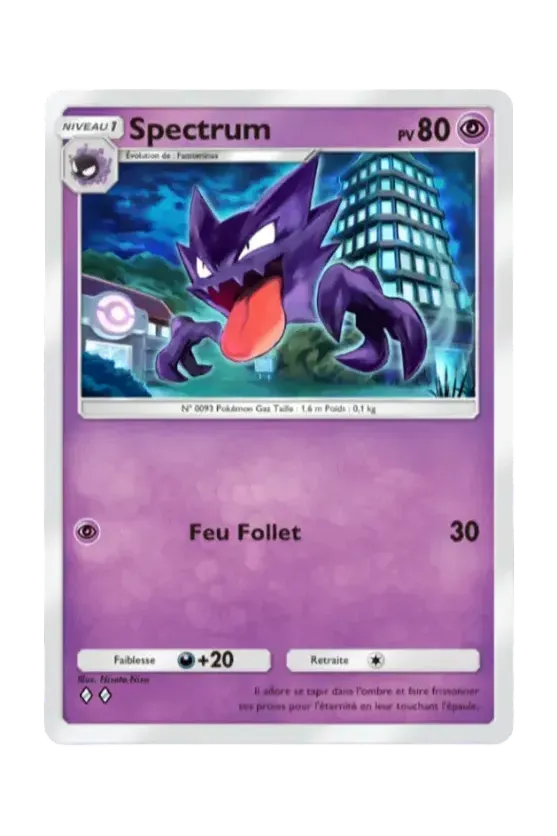 NIVEAU 1 Spectrum PV 80
Évolution de : Fantominus
N° 0093 Pokémon Gaz Taille : 1,6 m Poids : 0,1 kg
Feu Follet 30
Faiblesse +20 Retraite
Illus.
Il adore se tapir dans l'ombre et faire frissonner
ses proies pour l'éternité en leur touchant l'épaule.